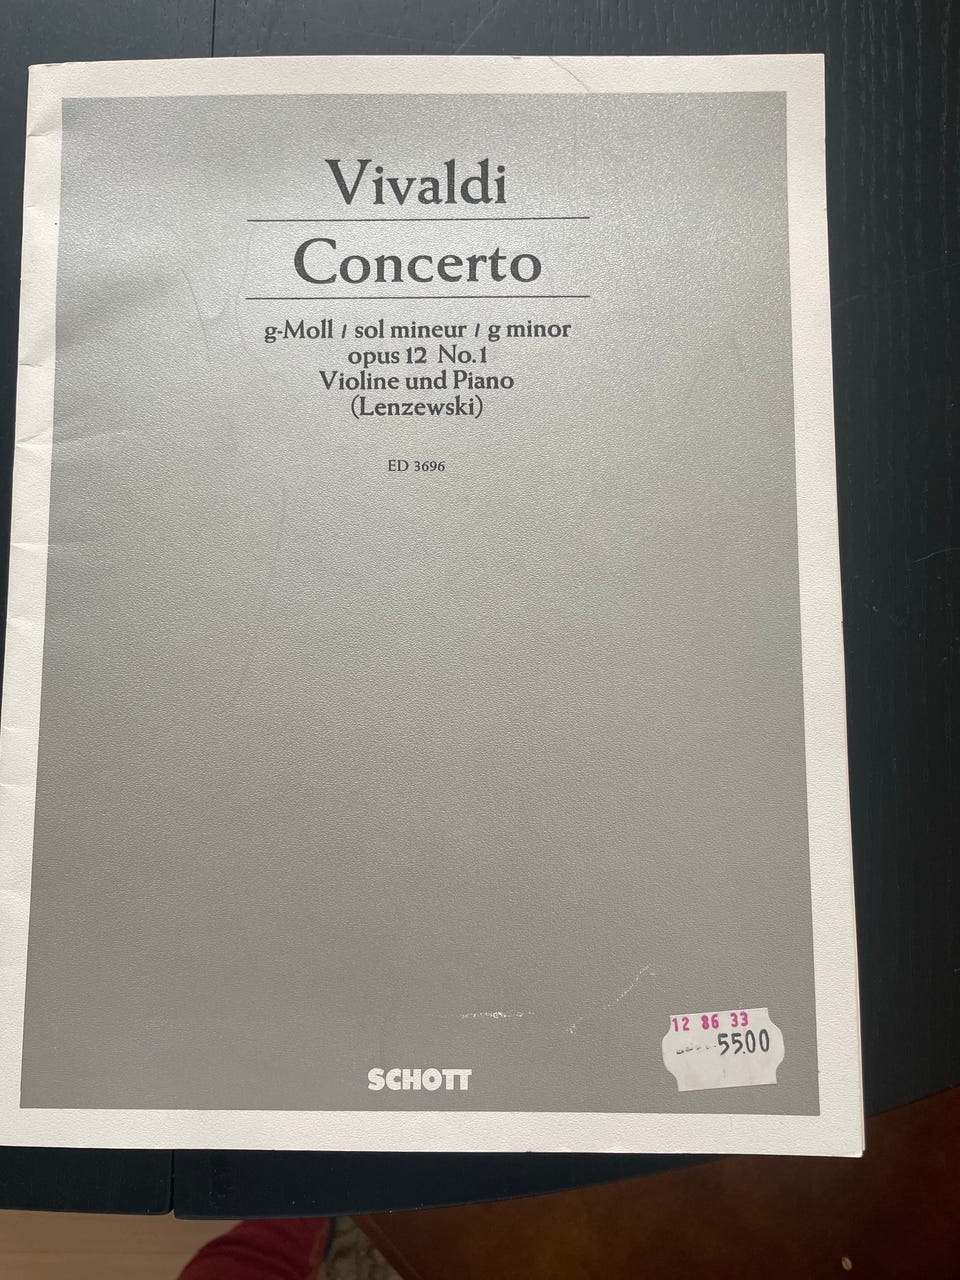 Vivaldi
Concerto
g-Moll / sol mineur / g minor
opus 12 No.1
Violine und Piano
(Lenzewski)
ED 3696
12 86 33
55.00
SCHOTT